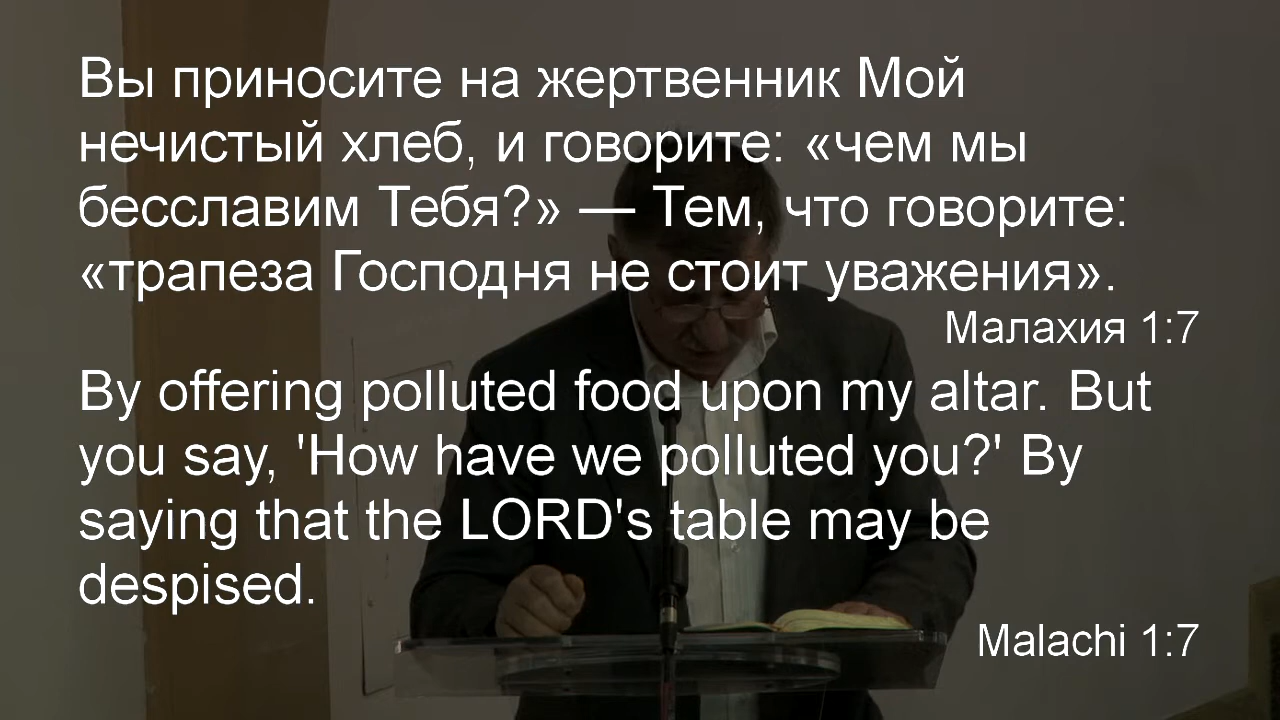 Вы приносите на жертвенник Мой
нечистый хлеб, и говорите: «чем мы
бесславим Тебя?» — Тем, что говорите:
«трапеза Господня не стоит уважения».
Малахия 1:7
By offering polluted food upon my altar. But
you say, 'How have we polluted you?' By
saying that the LORD's table may be
despised.
Malachi 1:7